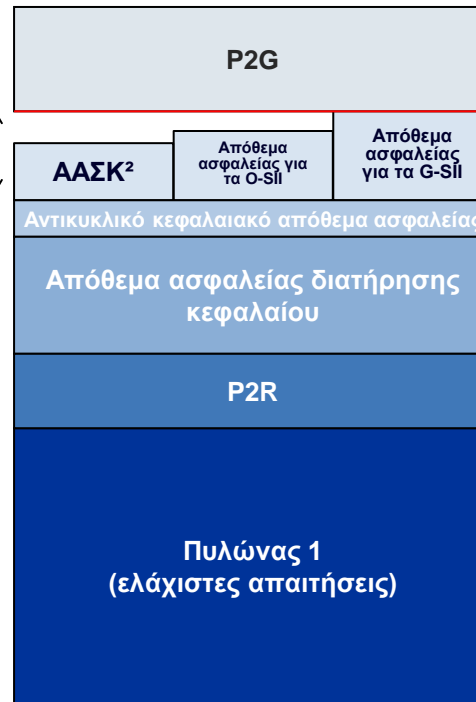 P2G
ΑΑΣΚ²
Απόθεμα
ασφαλείας για
τα O-SII
Απόθεμα
ασφαλείας
για τα G-SII
Αντικυκλικό κεφαλαιακό απόθεμα ασφαλείας
Απόθεμα ασφαλείας διατήρησης
κεφαλαίου
P2R
Πυλώνας 1
(ελάχιστες απαιτήσεις)